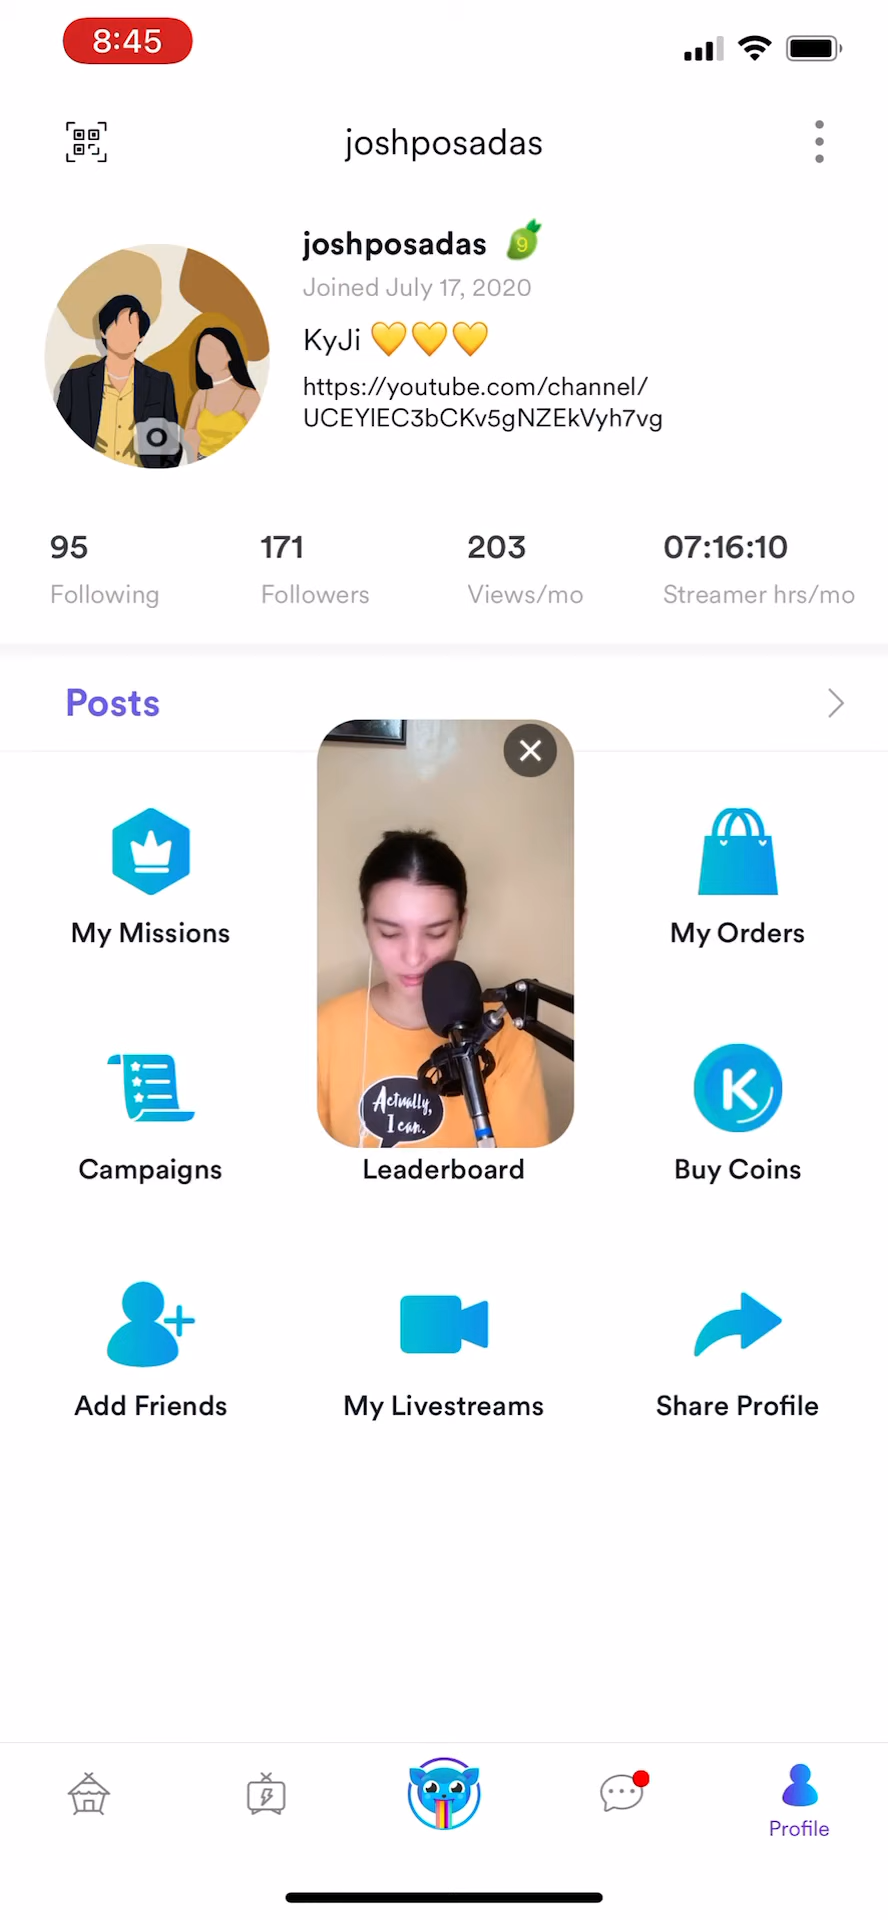 8:45
joshposadas
joshposadas 9
Joined July 17, 2020
KyJi 💛💛💛
https://youtube.com/channel/
UCEYlEC3bCKv5gNZEkVyh7vg
95 171 203 07:16:10
Following Followers Views/mo Streamer hrs/mo
Posts
My Missions My Orders
Actually,
I can.
K
Campaigns Leaderboard Buy Coins
Add Friends My Livestreams Share Profile
Profile